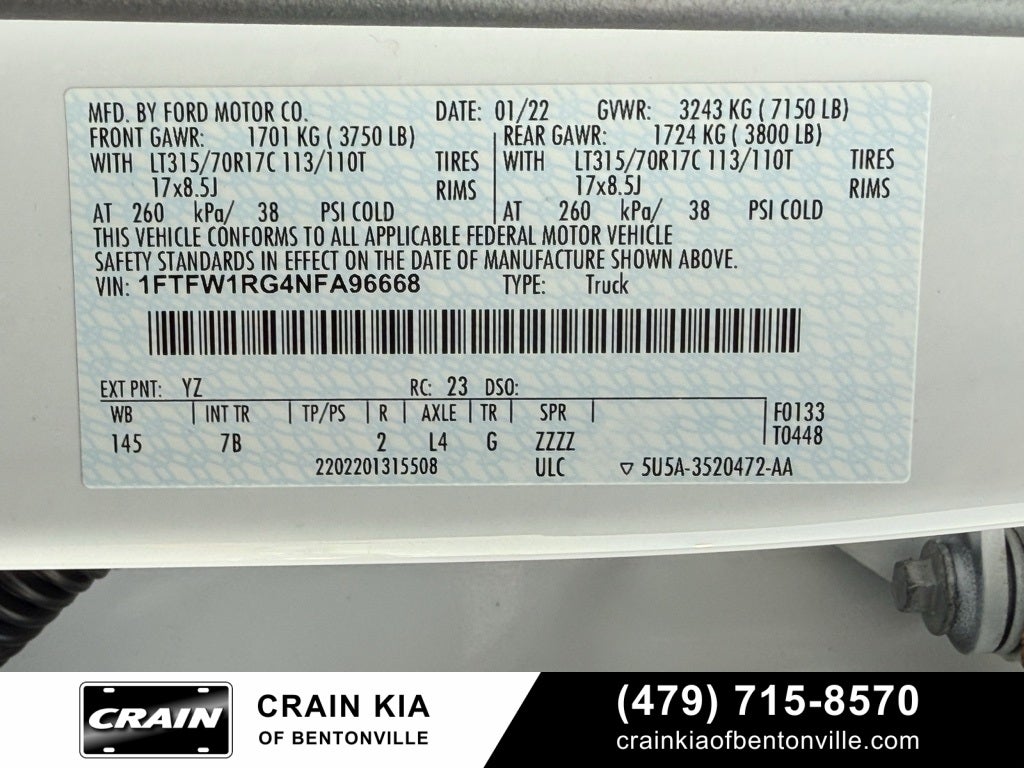 MFD. BY FORD MOTOR CO. DATE: 01/22 GVWR: 3243 KG ( 7150 LB)
FRONT GAWR: 1701 KG ( 3750 LB) REAR GAWR: 1724 KG ( 3800 LB)
WITH LT315/70R17C 113/110T TIRES WITH LT315/70R17C 113/110T TIRES
17x8.5J RIMS 17x8.5J RIMS
AT 260 kPa/ 38 PSI COLD AT 260 kPa/ 38 PSI COLD
THIS VEHICLE CONFORMS TO ALL APPLICABLE FEDERAL MOTOR VEHICLE
SAFETY STANDARDS IN EFFECT ON THE DATE OF MANUFACTURE SHOWN ABOVE.
VIN: 1FTFW1RG4NFA96668 TYPE: Truck
EXT PNT: YZ RC: 23 DSO:
WB INT TR TP/PS R AXLE TR SPR F0133
145 7B 2 L4 G ZZZZ T0448
2202201315508 ULC ▽ 5U5A-3520472-AA
CRAIN CRAIN KIA (479) 715-8570
OF BENTONVILLE crainkiaofbentonville.com